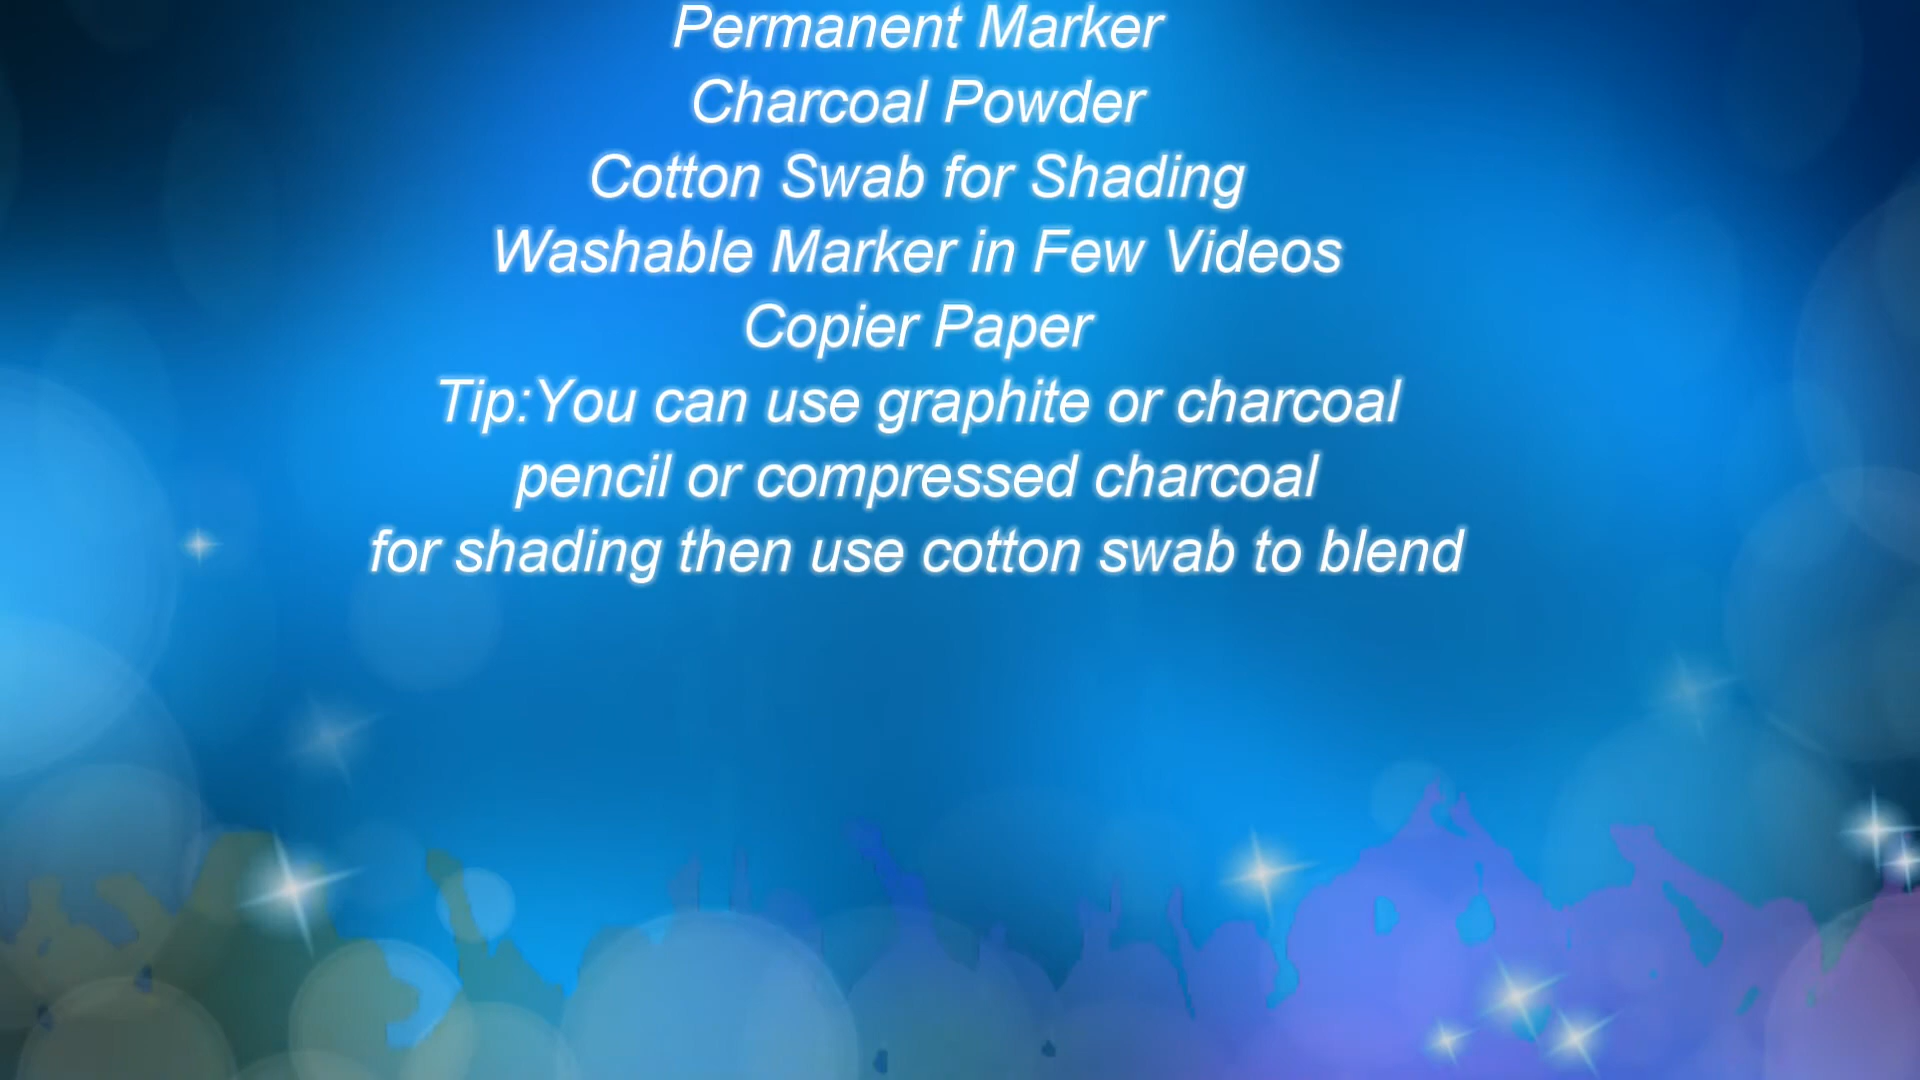 Permanent Marker
Charcoal Powder
Cotton Swab for Shading
Washable Marker in Few Videos
Copier Paper
Tip:You can use graphite or charcoal
pencil or compressed charcoal
for shading then use cotton swab to blend